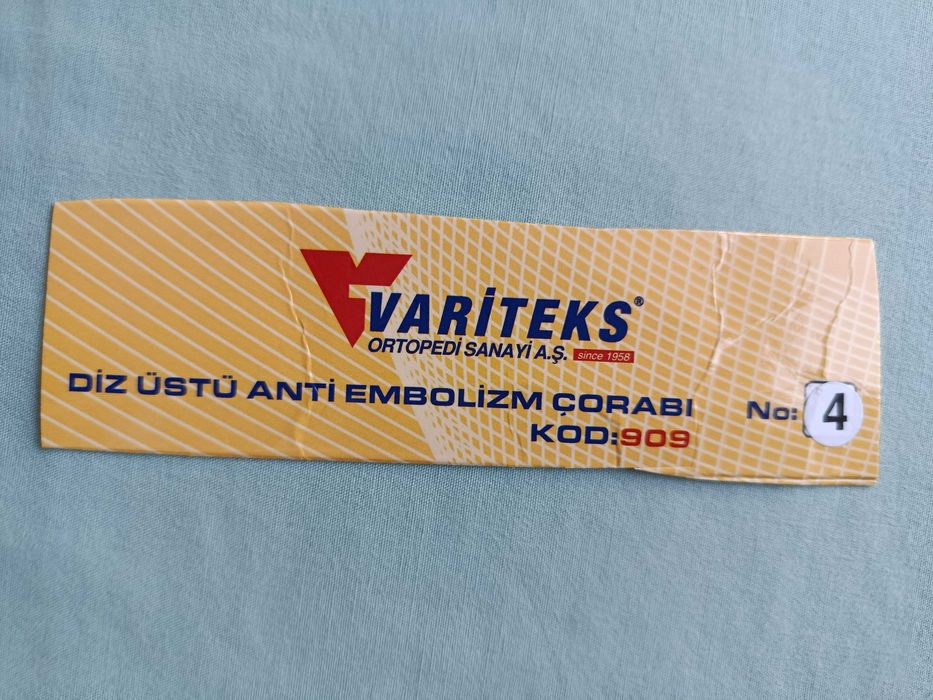 VARİTEKS®
ORTOPEDİ SANAYİ A.Ş. since 1958
DİZ ÜSTÜ ANTİ EMBOLİZM ÇORABI No: 4
KOD:909